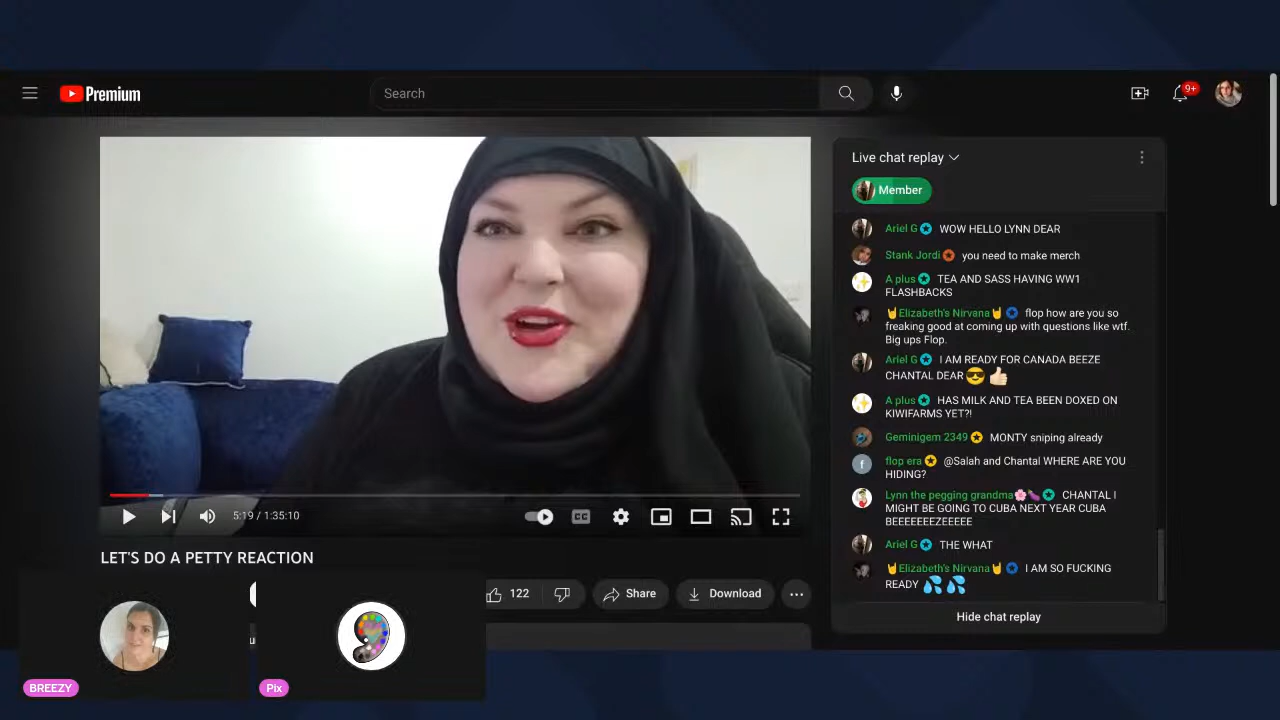 Premium
Search
9+
Live chat replay
Member
Ariel G WOW HELLO LYNN DEAR
Stank Jordi you need to make merch
A plus TEA AND SASS HAVING WW1
FLASHBACKS
🤘Elizabeth's Nirvana🤘 flop how are you so
freaking good at coming up with questions like wtf.
Big ups Flop.
Ariel G I AM READY FOR CANADA BEEZE
CHANTAL DEAR 😎 👍🏻
A plus HAS MILK AND TEA BEEN DOXED ON
KIWIFARMS YET?!
Geminigem 2349 MONTY sniping already
f
flop era @Salah and Chantal WHERE ARE YOU
HIDING?
Lynn the pegging grandma🌸🍆 CHANTAL I
MIGHT BE GOING TO CUBA NEXT YEAR CUBA
BEEEEEEZEEEEE
Ariel G THE WHAT
🤘Elizabeth's Nirvana🤘 I AM SO FUCKING
READY 💦 💦
Hide chat replay
5:19 / 1:35:10
CC
LET'S DO A PETTY REACTION
122
Share
Download
BREEZY
Pix